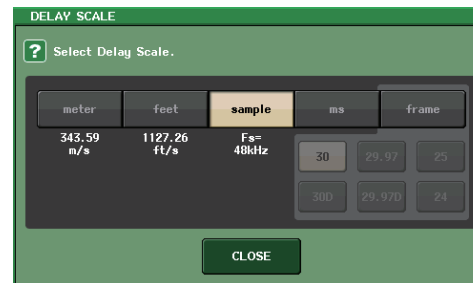 DELAY SCALE
? Select Delay Scale.
meter feet sample ms frame
343.59 1127.26 Fs=
m/s ft/s 48kHz
30 29.97 25
30D 29.97D 24
CLOSE